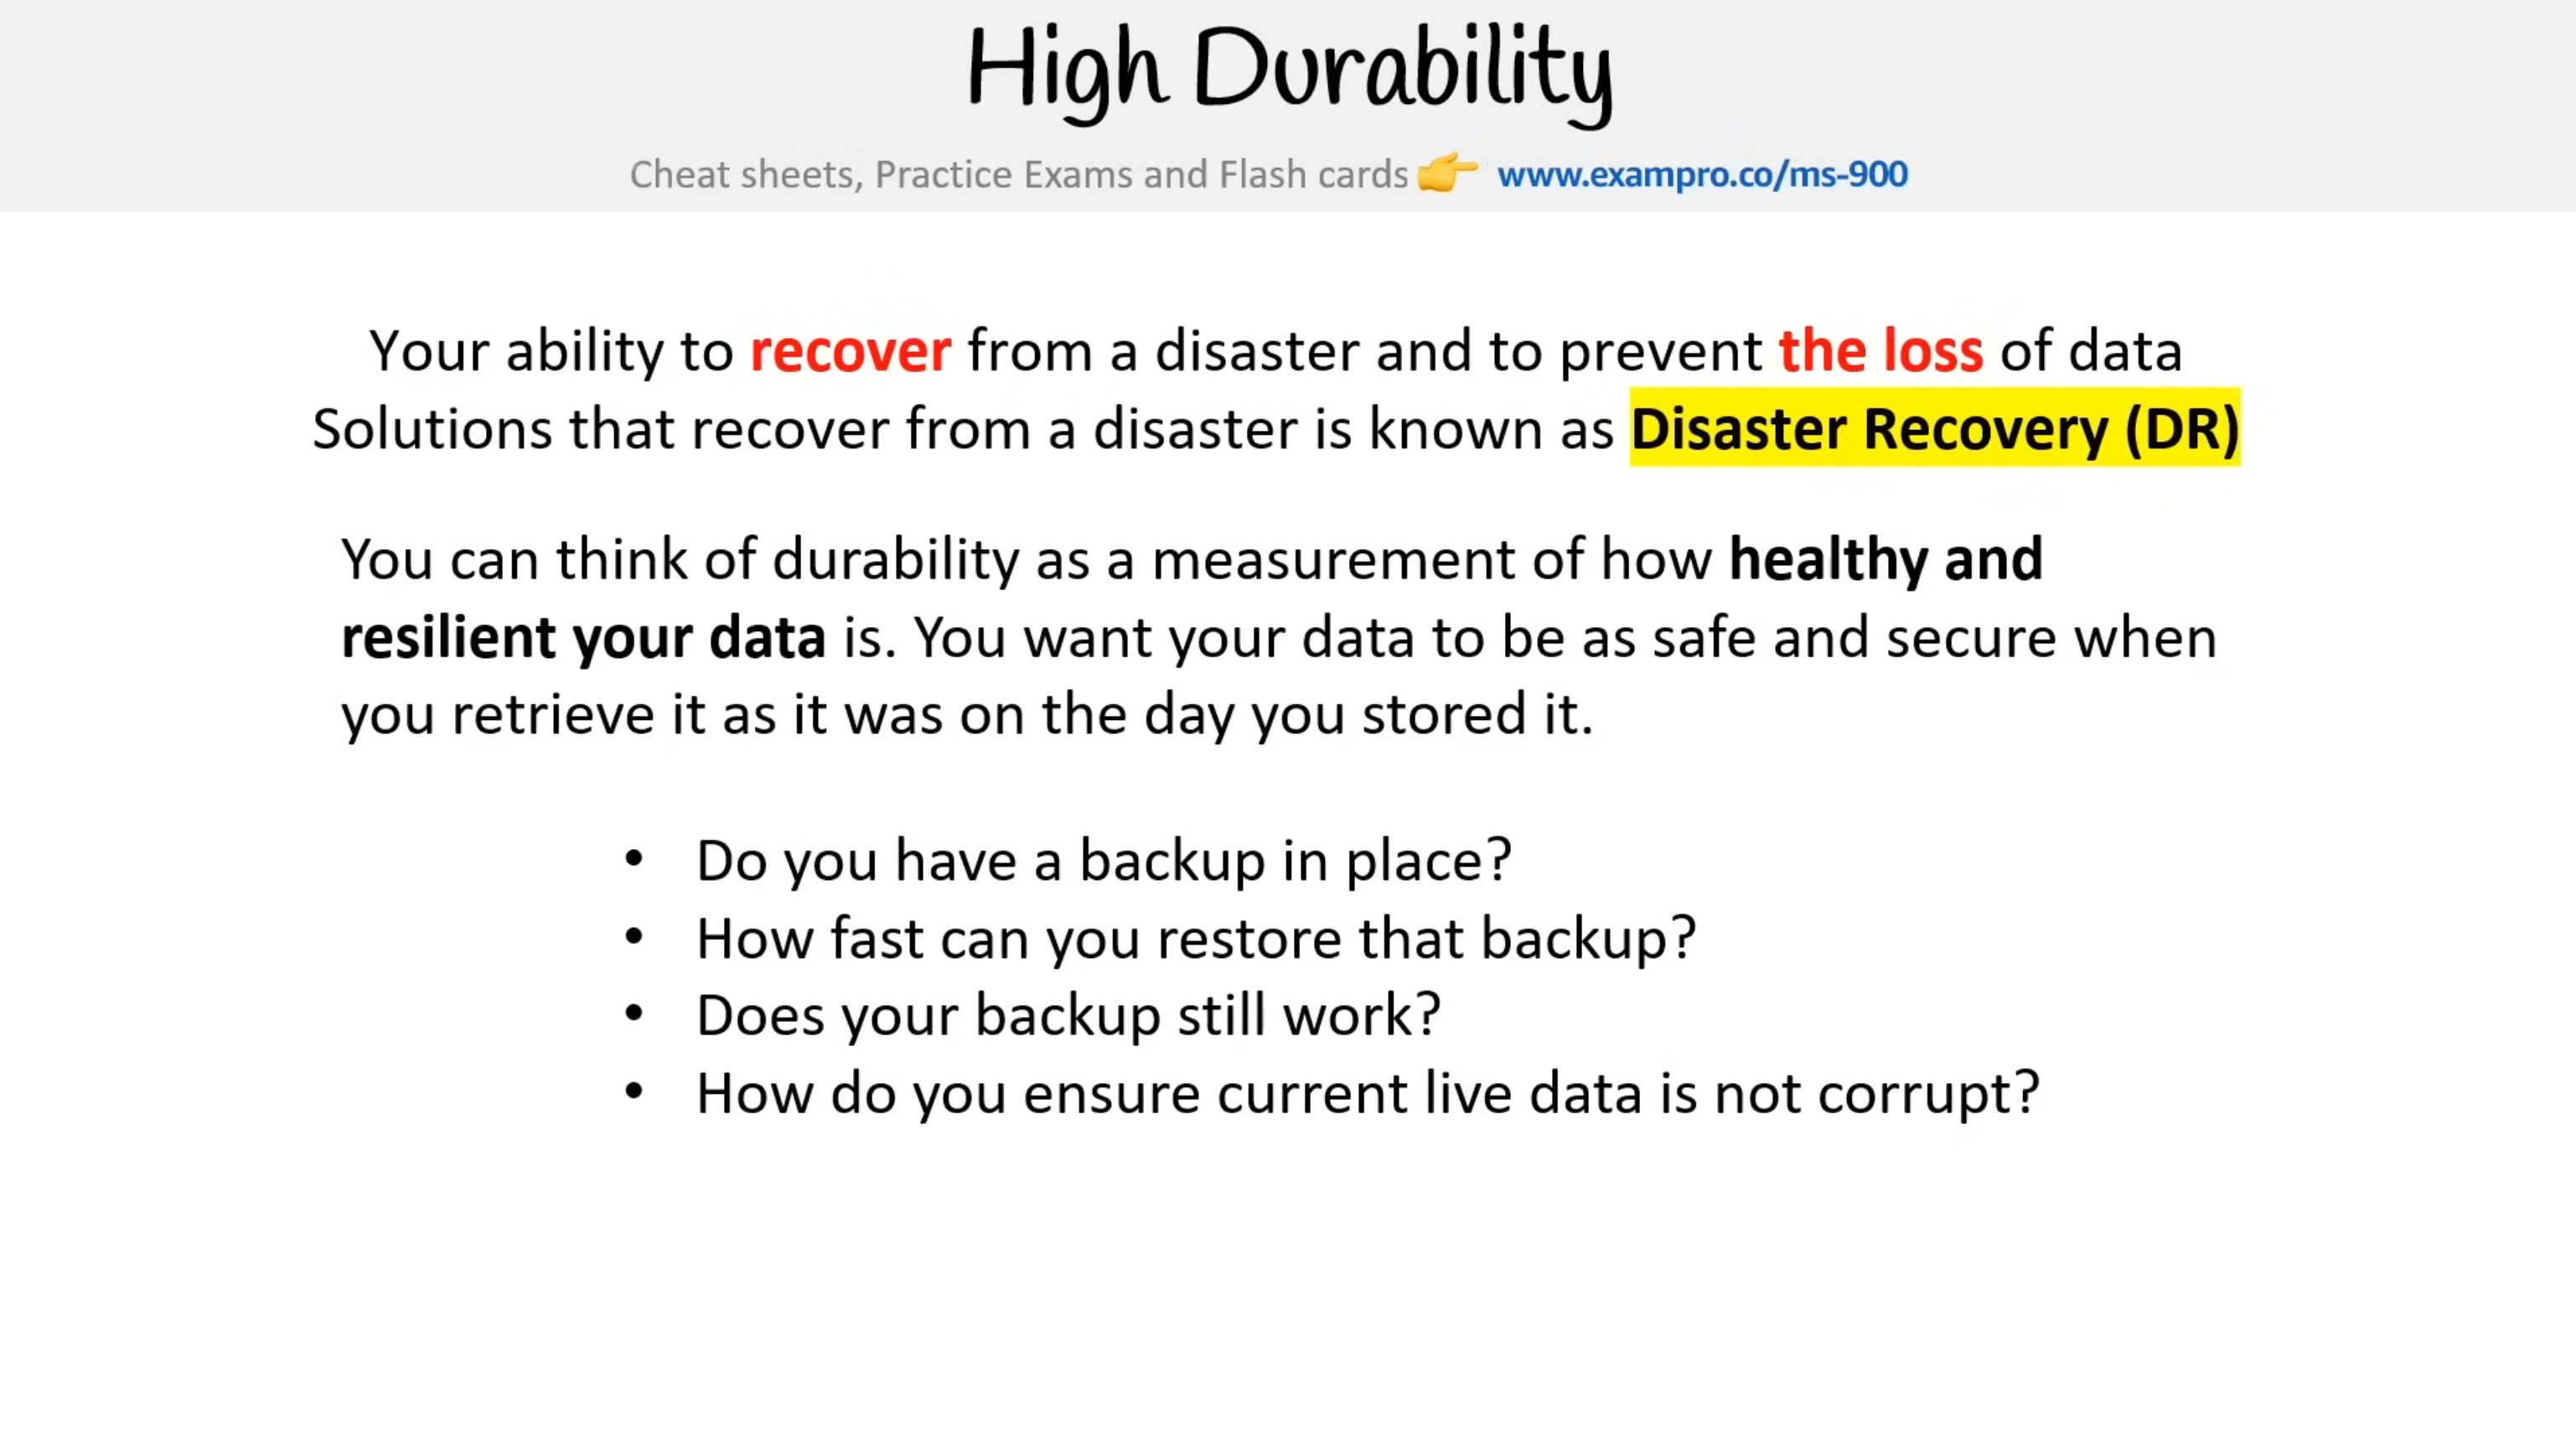 High Durability
Cheat sheets, Practice Exams and Flash cards 👉 www.exampro.co/ms-900
Your ability to recover from a disaster and to prevent the loss of data
Solutions that recover from a disaster is known as Disaster Recovery (DR)
You can think of durability as a measurement of how healthy and
resilient your data is. You want your data to be as safe and secure when
you retrieve it as it was on the day you stored it.
• Do you have a backup in place?
• How fast can you restore that backup?
• Does your backup still work?
• How do you ensure current live data is not corrupt?